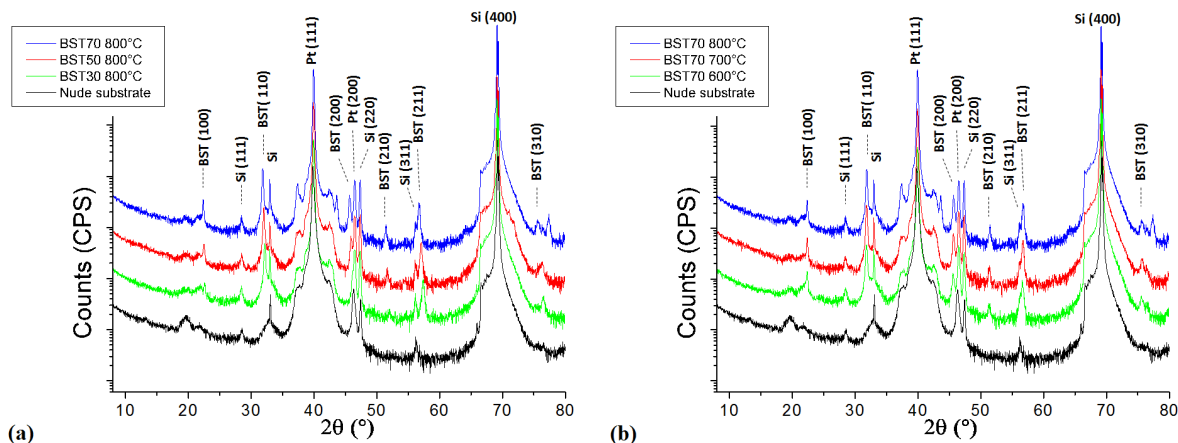 Si (400)
BST70 800°C
BST50 800°C
BST30 800°C
Nude substrate
Pt (111)
BST( 110)
BST (100)
Si (111)
Si
BST (200)
Pt (200)
Si (220)
BST (210)
Si (311)
BST (211)
BST (310)
Counts (CPS)
10 20 30 40 50 60 70 80
2θ (°)
(a)
Si (400)
BST70 800°C
BST70 700°C
BST70 600°C
Nude substrate
Pt (111)
BST( 110)
BST (100)
Si (111)
Si
BST (200)
Pt (200)
Si (220)
BST (210)
Si (311)
BST (211)
BST (310)
Counts (CPS)
10 20 30 40 50 60 70 80
2θ (°)
(b)